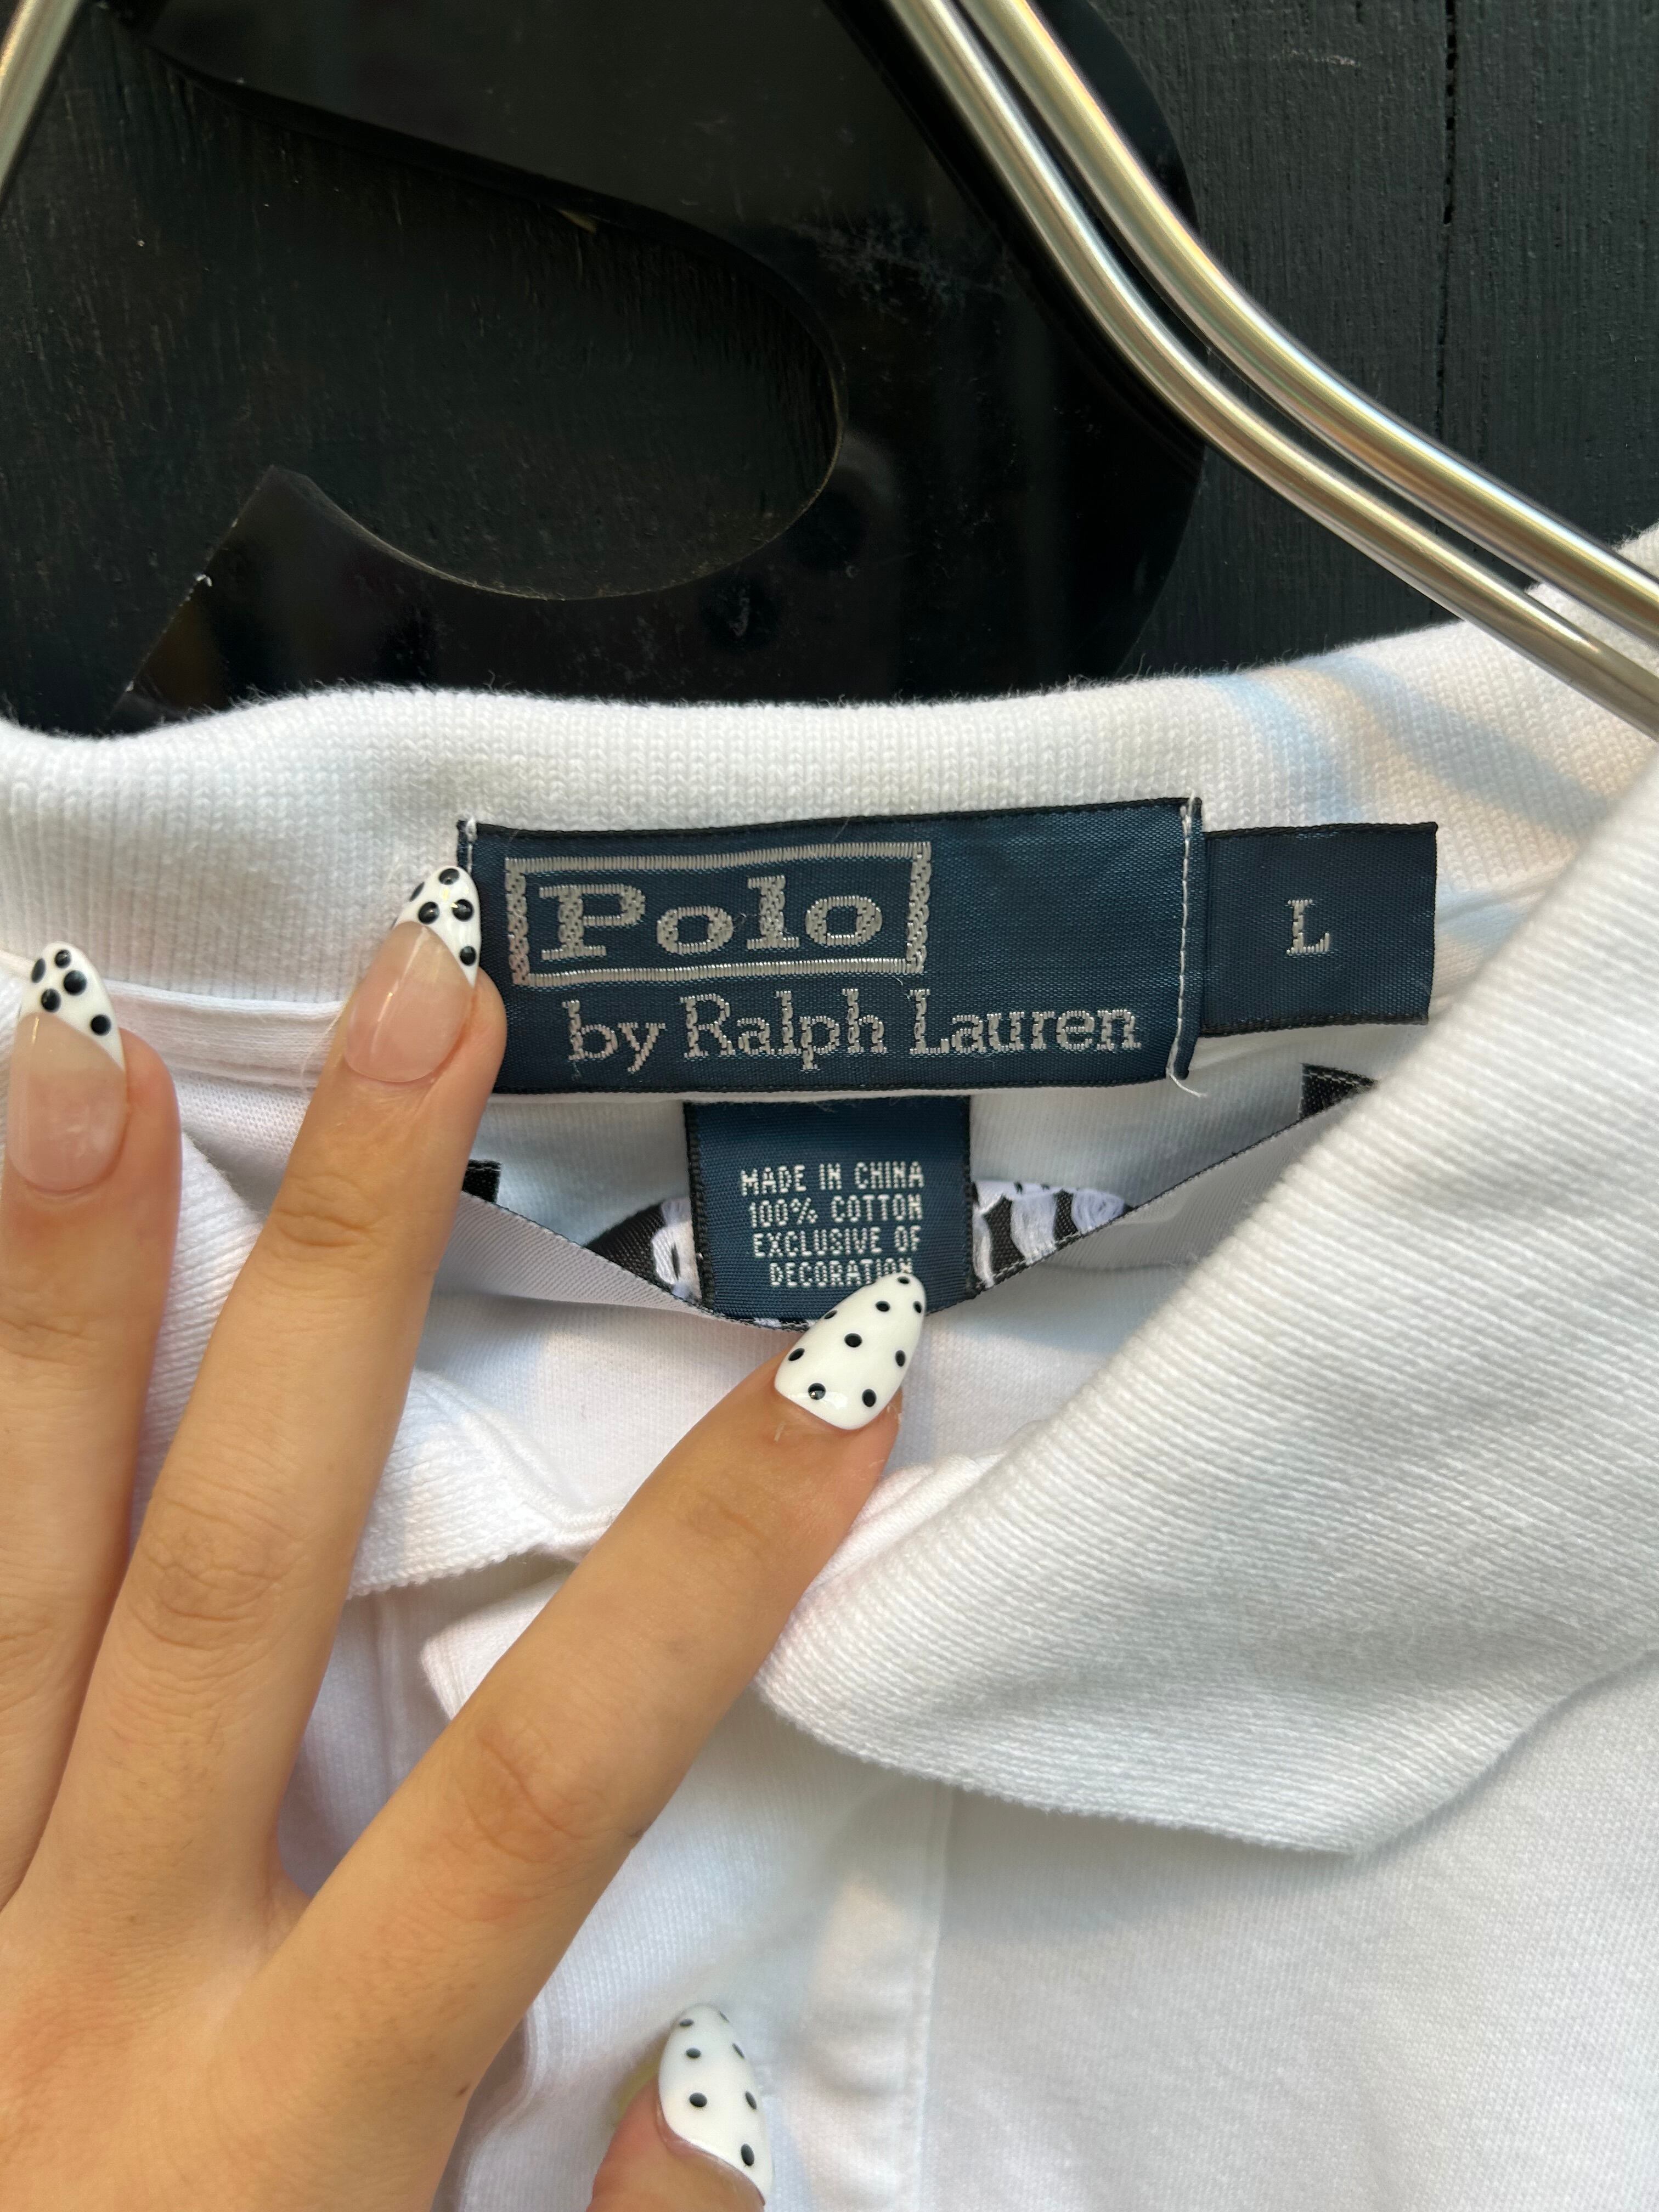 Polo
by Ralph Lauren
L
MADE IN CHINA
100% COTTON
EXCLUSIVE OF
DECORATION